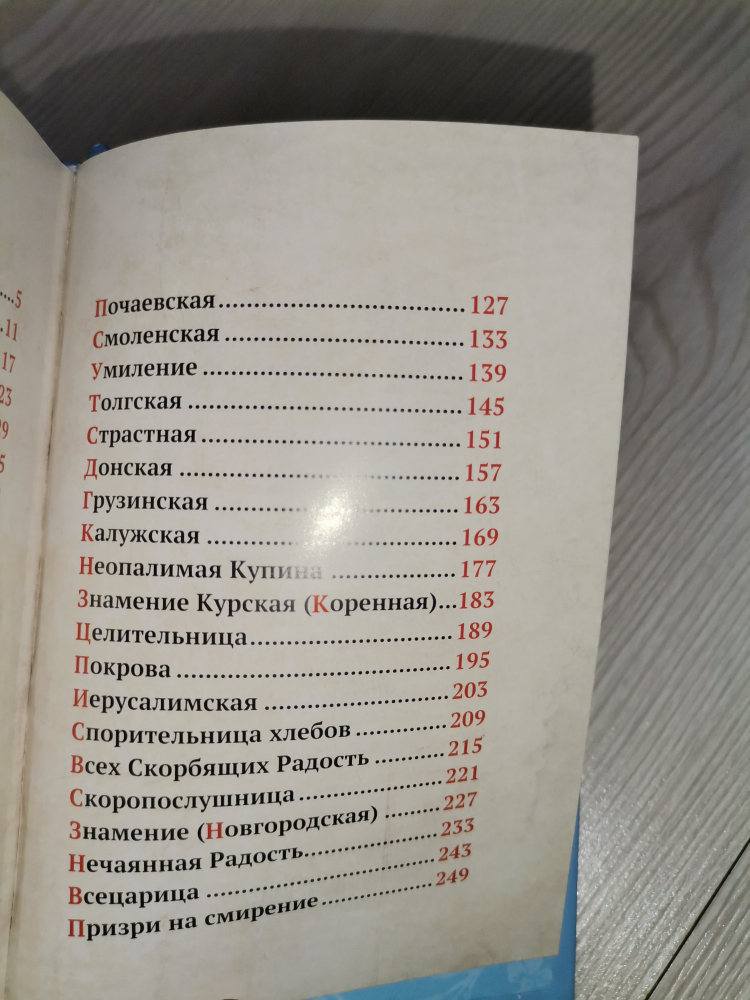 ....5
.11
17
23
Почаевская..............................127
Смоленская..............................133
Умиление................................139
Толгская................................145
Страстная...............................151
Донская.................................157
Грузинская..............................163
Калужская...............................169
Неопалимая Купина................177
Знамение Курская (Коренная)...183
Целительница..........................189
Покрова..................................195
Иерусалимская........................203
Спорительница хлебов.............209
Всех Скорбящих Радость..........215
Скоропослушница...................221
Знамение (Новгородская)........227
Нечаянная Радость..................233
Всецарица...............................243
Призри на смирение................249